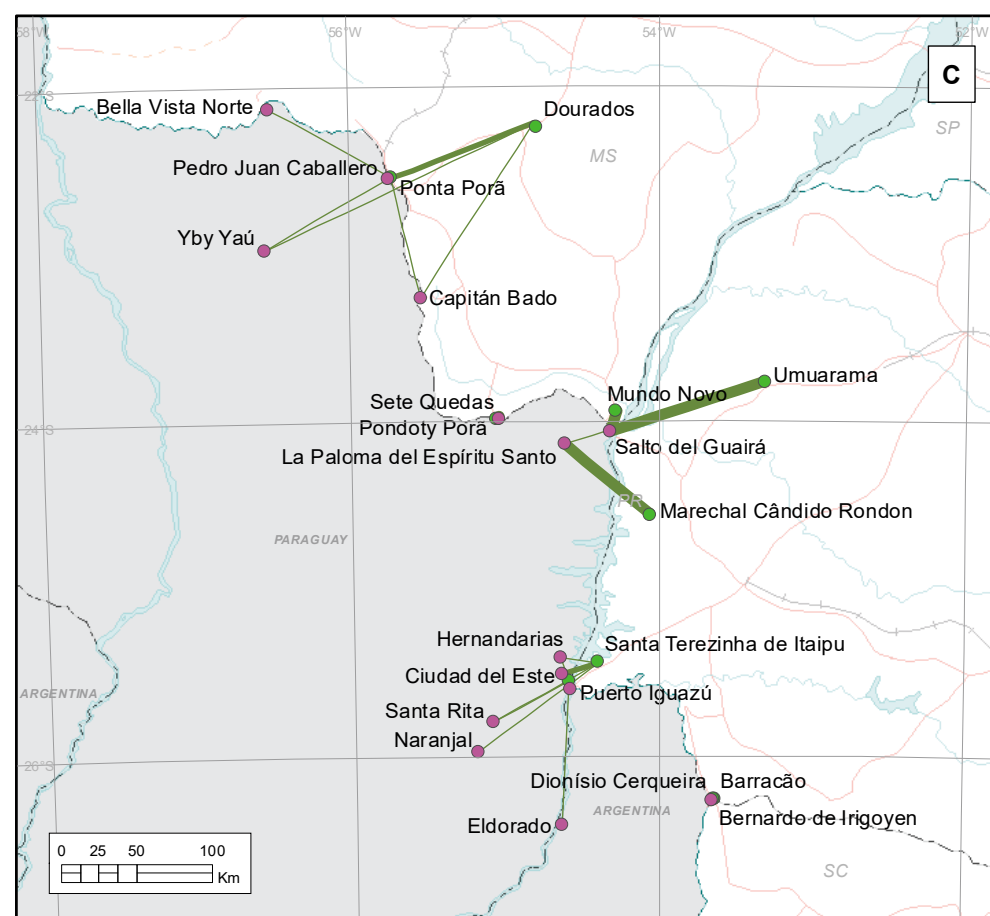 58°W
56°W
54°W
52°W
C
22°S
Bella Vista Norte
Dourados
SP
MS
Pedro Juan Caballero
Ponta Porã
Yby Yaú
Capitán Bado
Umuarama
Mundo Novo
Sete Quedas
24°S
Pondoty Porã
Salto del Guairá
La Paloma del Espíritu Santo
PR
Marechal Cândido Rondon
PARAGUAY
Hernandarias
Santa Terezinha de Itaipu
Ciudad del Este
ARGENTINA
Puerto Iguazú
Santa Rita
Naranjal
26°S
Dionísio Cerqueira
Barracão
ARGENTINA
Bernardo de Irigoyen
Eldorado
0 25 50 100
Km
SC